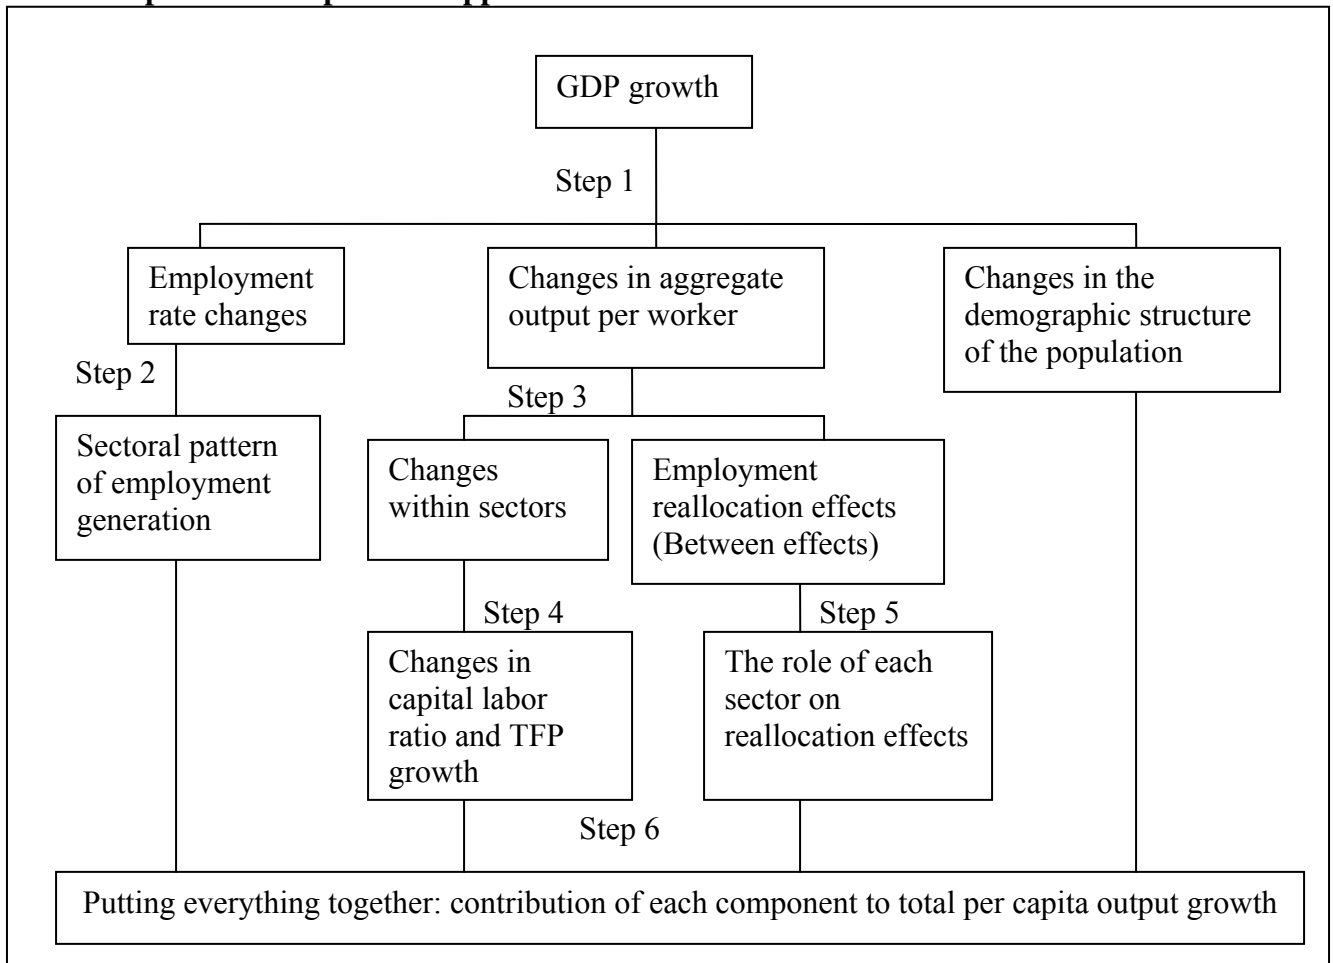 GDP growth
Step 1
Employment
rate changes
Changes in aggregate
output per worker
Changes in the
demographic structure
of the population
Step 2
Step 3
Sectoral pattern
of employment
generation
Changes
within sectors
Employment
reallocation effects
(Between effects)
Step 4
Step 5
Changes in
capital labor
ratio and TFP
growth
The role of each
sector on
reallocation effects
Step 6
Putting everything together: contribution of each component to total per capita output growth